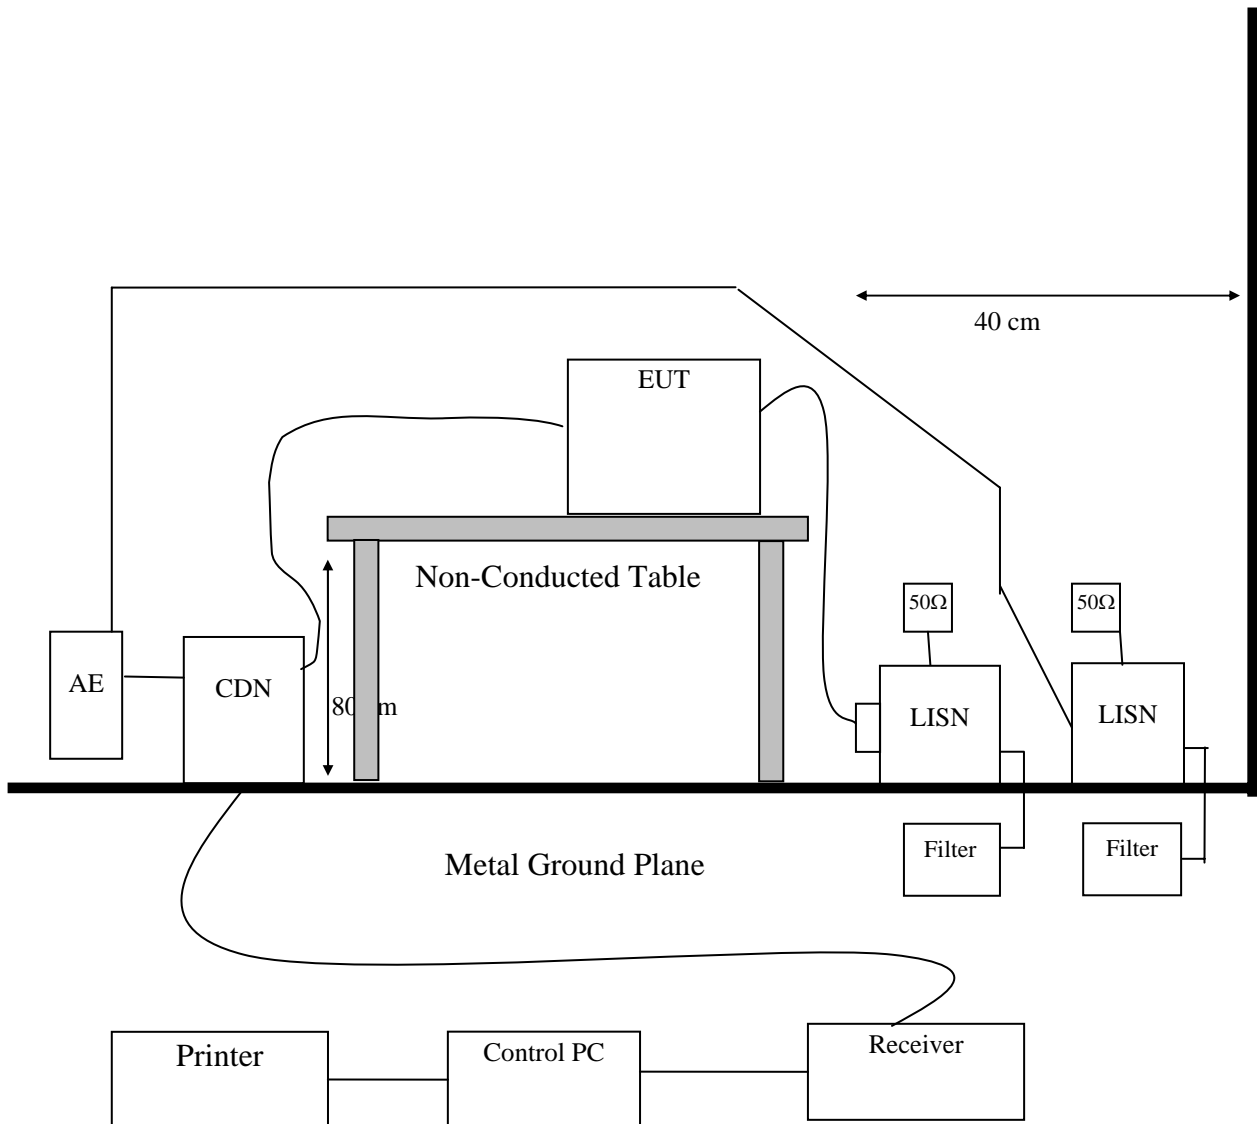 40 cm
EUT
Non-Conducted Table
50Ω
50Ω
AE
CDN
LISN
LISN
Filter
Filter
Metal Ground Plane
Printer
Control PC
Receiver